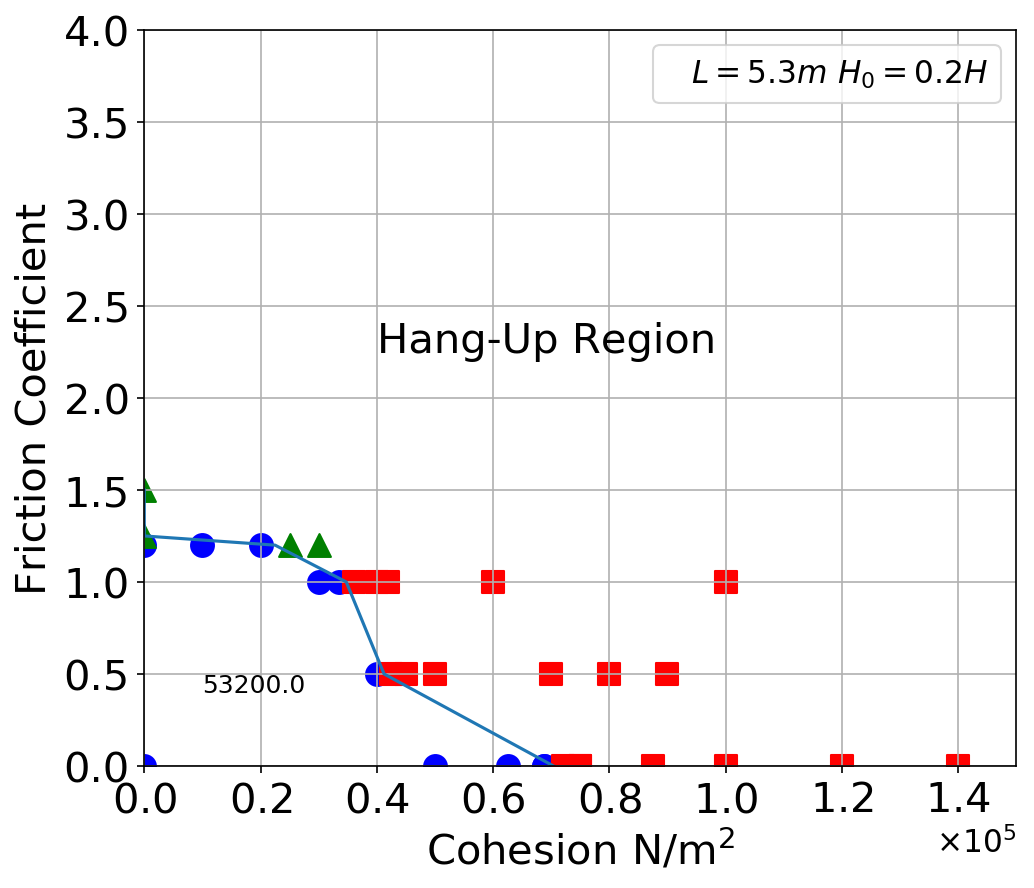 4.0
L = 5.3m H₀ = 0.2H
3.5
3.0
2.5
Hang-Up Region
2.0
1.5
1.0
0.5
53200.0
0.0
Friction Coefficient
0.0 0.2 0.4 0.6 0.8 1.0 1.2 1.4
×10⁵
Cohesion N/m²